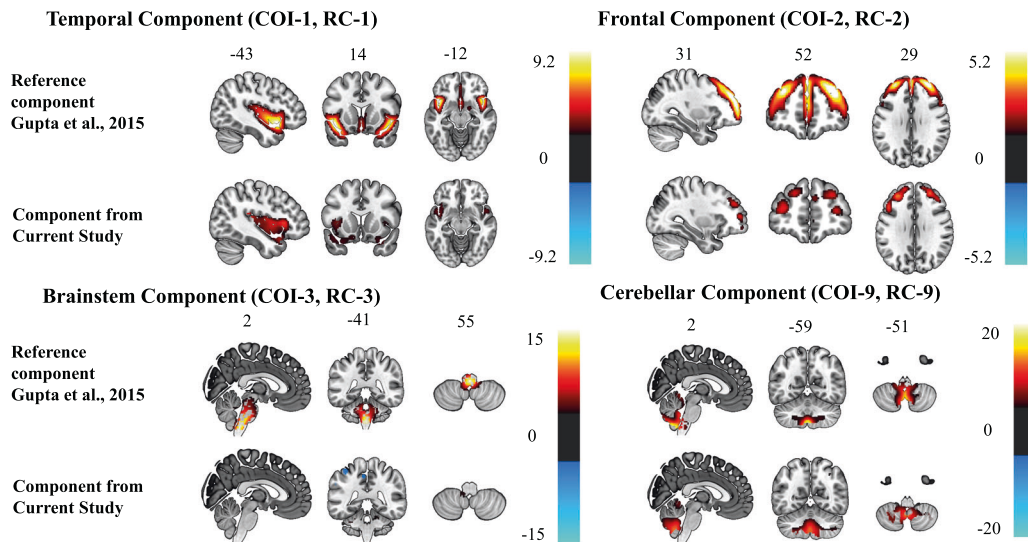 Temporal Component (COI-1, RC-1)
-43 14 -12
Reference
component
Gupta et al., 2015
Component from
Current Study
9.2
0
-9.2
Frontal Component (COI-2, RC-2)
31 52 29
5.2
0
-5.2
Brainstem Component (COI-3, RC-3)
2 -41 55
Reference
component
Gupta et al., 2015
Component from
Current Study
15
0
-15
Cerebellar Component (COI-9, RC-9)
2 -59 -51
20
0
-20